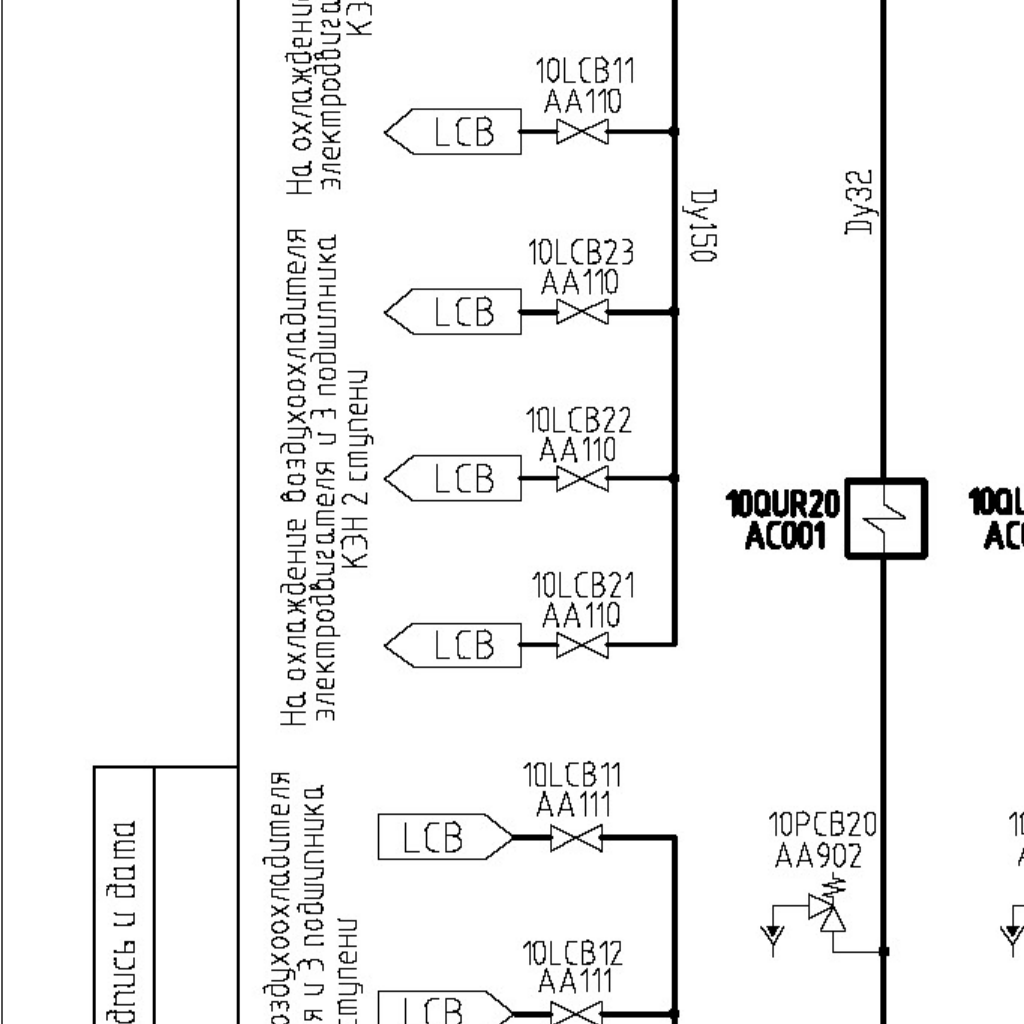 На охлаждени
электродвига
КЭ
10LCB11
AA110
LCB
Dy150
Dy32
10LCB23
AA110
LCB
На охлаждение воздухоохладителя
электродвигателя и 3 подшипника
КЭН 2 ступени
10LCB22
AA110
LCB
10QUR20
AC001
10QU
AC
10LCB21
AA110
LCB
10LCB11
AA111
LCB
10PCB20
AA902
10
A
оздухоохладителя
я и 3 подшипника
ступени
дпись и дата
10LCB12
AA111
LCB